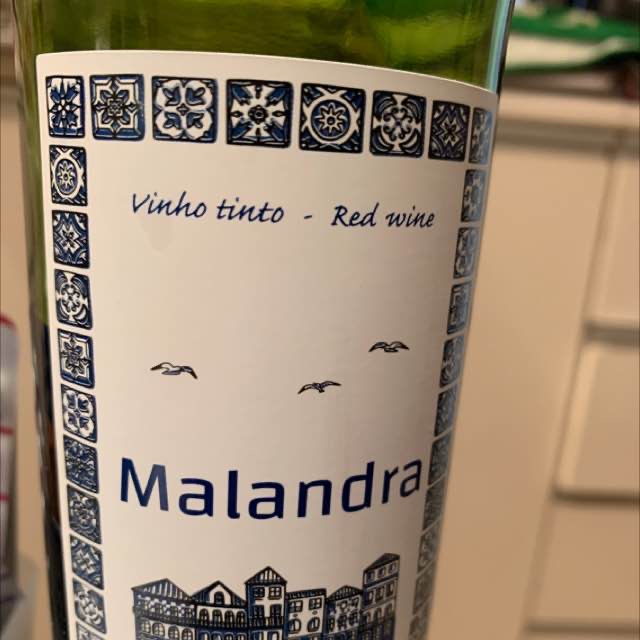 Vinho tinto - Red wine
Malandra